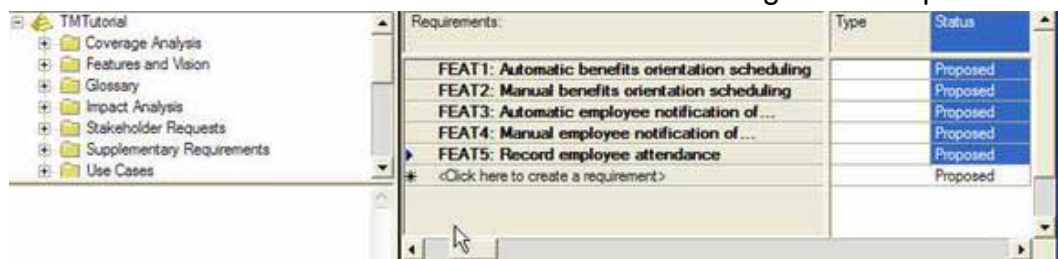 TMTutorial
Coverage Analysis
Features and Vision
Glossary
Impact Analysis
Stakeholder Requests
Supplementary Requirements
Use Cases
Requirements: Type Status
FEAT1: Automatic benefits orientation scheduling Proposed
FEAT2: Manual benefits orientation scheduling Proposed
FEAT3: Automatic employee notification of... Proposed
FEAT4: Manual employee notification of... Proposed
FEAT5: Record employee attendance Proposed
<Click here to create a requirement> Proposed